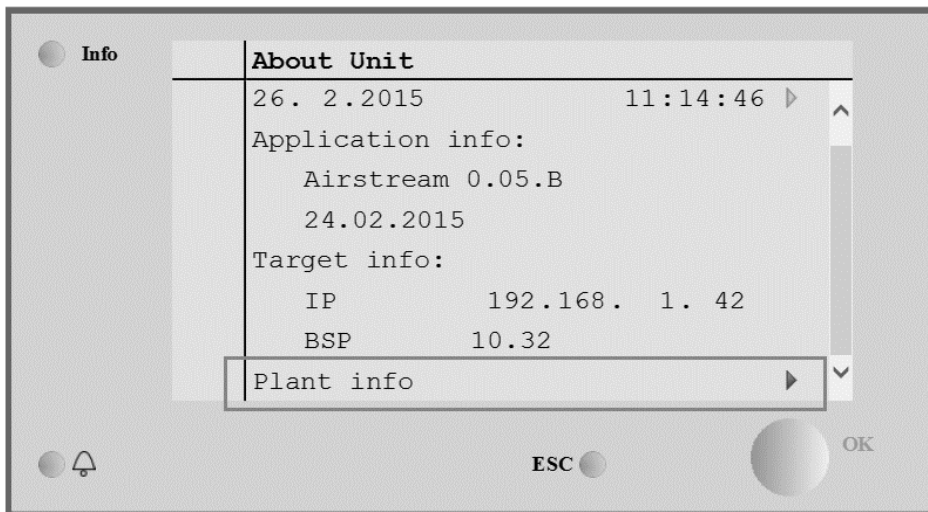 Info
About Unit
26. 2.2015 11:14:46
Application info:
Airstream 0.05.B
24.02.2015
Target info:
IP 192.168. 1. 42
BSP 10.32
Plant info
OK
ESC